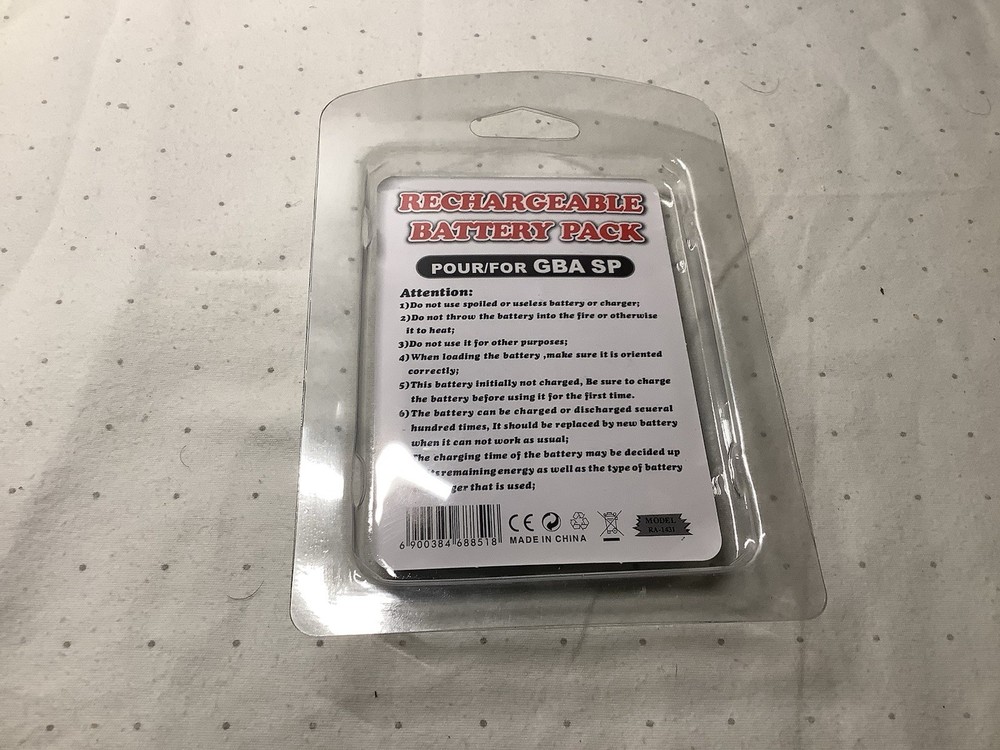 RECHARGEABLE
BATTERY PACK
POUR/FOR GBA SP
Attention:
1)Do not use spoiled or useless battery or charger;
2)Do not throw the battery into the fire or otherwise
it to heat;
3)Do not use it for other purposes;
4)When loading the battery ,make sure it is oriented
correctly;
5)This battery initially not charged, Be sure to charge
the battery before using it for the first time.
6)The battery can be charged or discharged seueral
hundred times, It should be replaced by new battery
when it can not work as usual;
The charging time of the battery may be decided up
remaining energy as well as the type of battery
that is used;
6 900384 688518
CE
MADE IN CHINA
MODEL
RA-1431